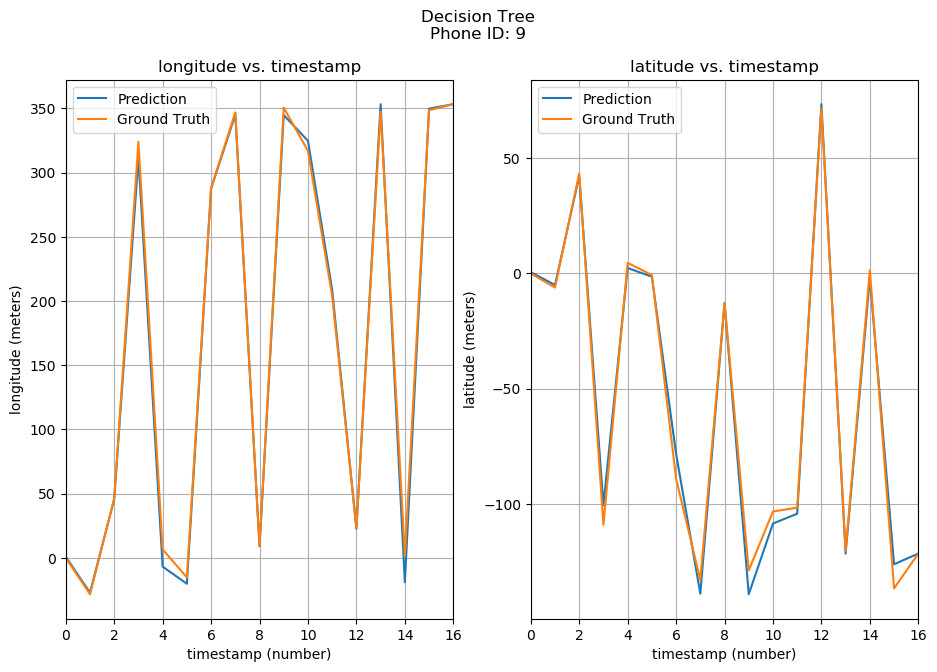 Decision Tree
Phone ID: 9
longitude vs. timestamp
Prediction
Ground Truth
350
300
250
200
150
100
50
0
longitude (meters)
0 2 4 6 8 10 12 14 16
timestamp (number)
latitude vs. timestamp
Prediction
Ground Truth
50
0
−50
−100
latitude (meters)
0 2 4 6 8 10 12 14 16
timestamp (number)